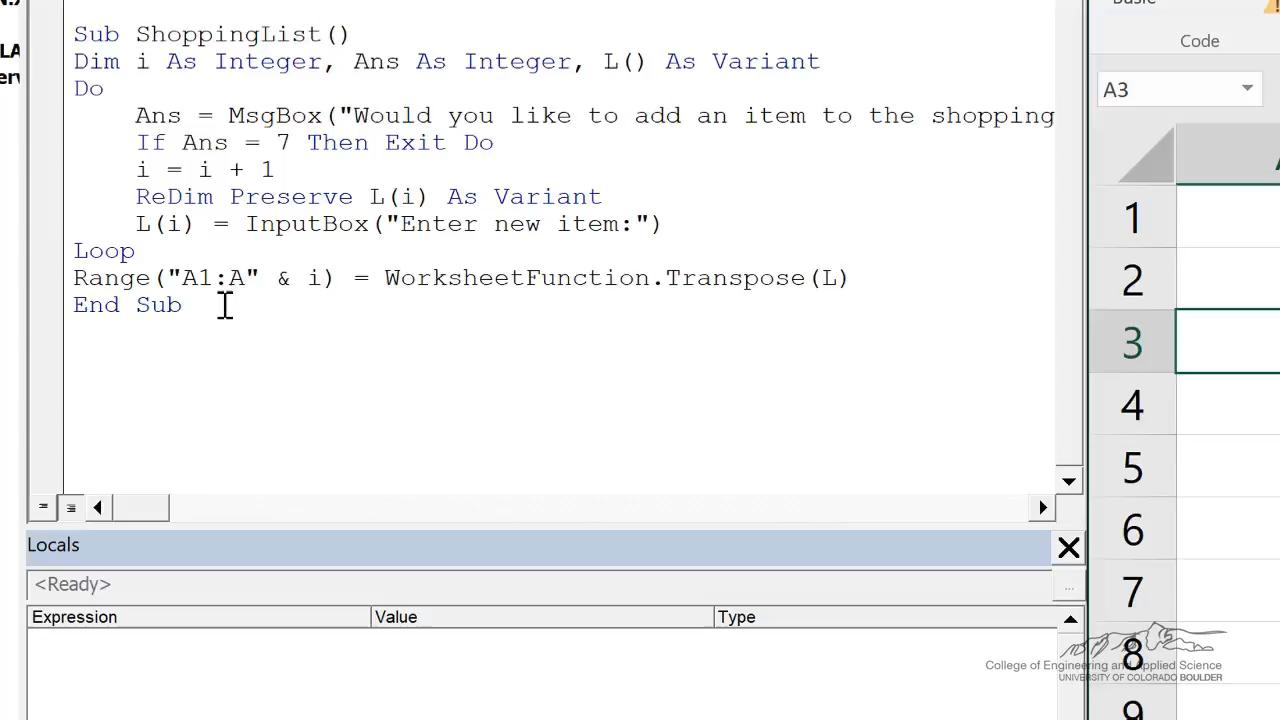 LA
Sub ShoppingList()
Dim i As Integer, Ans As Integer, L() As Variant
Do
Ans = MsgBox("Would you like to add an item to the shopping
If Ans = 7 Then Exit Do
i = i + 1
ReDim Preserve L(i) As Variant
L(i) = InputBox("Enter new item:")
Loop
Range("A1:A" & i) = WorksheetFunction.Transpose(L)
End Sub
Locals
<Ready>
...
Expression Value Type
Code
A3
1
2
3
4
5
6
7
8
9
College of Engineering and Applied Science
UNIVERSITY OF COLORADO BOULDER